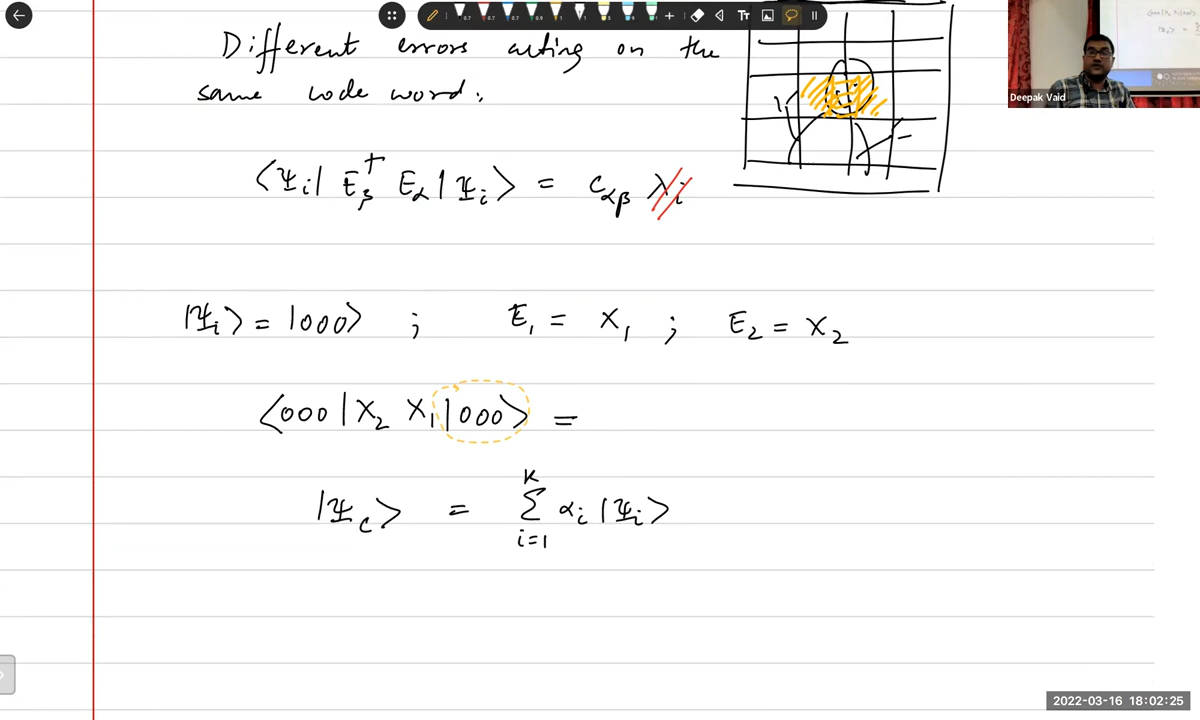 Different errors acting on the
same code word.
⟨Ψi| Eβ† Eα |Ψi⟩ = cαβ λi
|Ψi⟩ = |000⟩ ; E1 = X1 ; E2 = X2
⟨000| X2 X1 |000⟩ =
|Ψc⟩ = K Σ i=1 αi |Ψi⟩
Deepak Vaid
2022-03-16 18:02:25